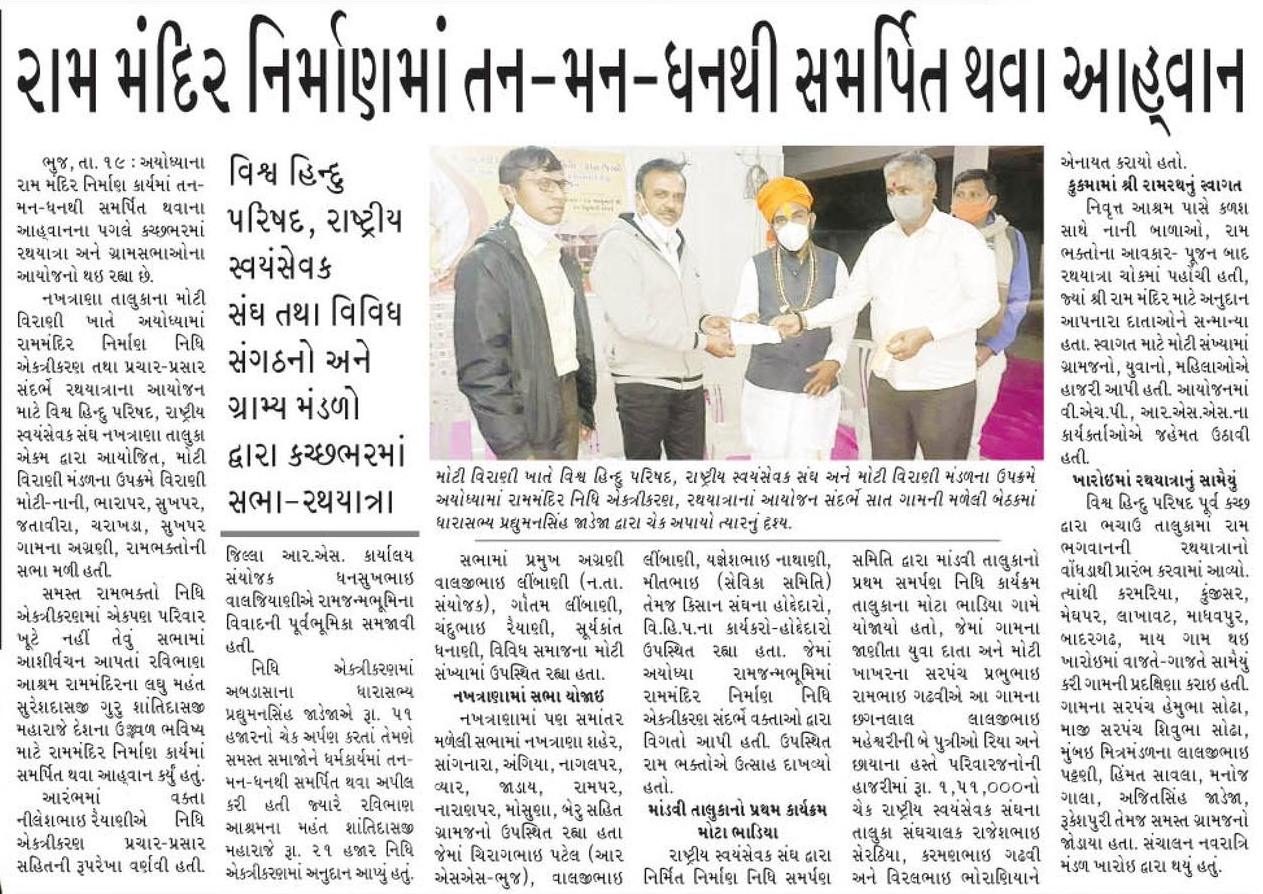 રામ મંદિર નિર્માણમાં તન-મન-ધનથી સમર્પિત થવા આહ્વાન
ભુજ, તા. ૧૯ : અયોધ્યાના
રામ મંદિર નિર્માણ કાર્યમાં તન-
મન-ધનથી સમર્પિત થવાના
આહ્વાનના પગલે કચ્છભરમાં
રથયાત્રા અને ગ્રામસભાઓના
આયોજનો થઇ રહ્યા છે.
નખત્રાણા તાલુકાના મોટી
વિરાણી ખાતે અયોધ્યામાં
રામમંદિર નિર્માણ નિધિ
એકત્રીકરણ તથા પ્રચાર-પ્રસાર
સંદર્ભે રથયાત્રાના આયોજન
માટે વિશ્વ હિન્દુ પરિષદ, રાષ્ટ્રીય
સ્વયંસેવક સંઘ નખત્રાણા તાલુકા
એકમ દ્વારા આયોજિત, મોટી
વિરાણી મંડળના ઉપક્રમે વિરાણી
મોટી-નાની, ભારાપર, સુખપર,
જતાવીરા, ચરાખડા, સુખપર
ગામના અગ્રણી, રામભક્તોની
સભા મળી હતી.
સમસ્ત રામભક્તો નિધિ
એકત્રીકરણમાં એકપણ પરિવાર
ખૂટે નહીં તેવું સભામાં
આશીર્વચન આપતાં રવિભાણ
આશ્રમ રામમંદિરના લઘુ મહંત
સુરેશદાસજી ગુરુ શાંતિદાસજી
મહારાજે દેશના ઉજ્જવળ ભવિષ્ય
માટે રામમંદિર નિર્માણ કાર્યમાં
સમર્પિત થવા આહ્વાન કર્યું હતું.
આરંભમાં વક્તા
નીલેશભાઇ રૈયાણીએ નિધિ
એકત્રીકરણ પ્રચાર-પ્રસાર
સહિતની રૂપરેખા વર્ણવી હતી.
વિશ્વ હિન્દુ
પરિષદ, રાષ્ટ્રીય
સ્વયંસેવક
સંઘ તથા વિવિધ
સંગઠનો અને
ગ્રામ્ય મંડળો
દ્વારા કચ્છભરમાં
સભા-રથયાત્રા
જિલ્લા આર.એસ. કાર્યાલય
સંયોજક ધનસુખભાઇ
વાલજિયાણીએ રામજન્મભૂમિના
વિવાદની પૂર્વભૂમિકા સમજાવી
હતી.
નિધિ એકત્રીકરણમાં
અબડાસાના ધારાસભ્ય
પ્રદ્યુમનસિંહ જાડેજાએ રૂા. ૫૧
હજારનો ચેક અર્પણ કરતાં તેમણે
સમસ્ત સમાજોને ધર્મકાર્યમાં તન-
મન-ધનથી સમર્પિત થવા અપીલ
કરી હતી જ્યારે રવિભાણ
આશ્રમના મહંત શાંતિદાસજી
મહારાજે રૂા. ૨૧ હજાર નિધિ
એકત્રીકરણમાં અનુદાન આપ્યું હતું.
મોટી વિરાણી ખાતે વિશ્વ હિન્દુ પરિષદ, રાષ્ટ્રીય સ્વયંસેવક સંઘ અને મોટી વિરાણી મંડળના ઉપક્રમે
અયોધ્યામાં રામમંદિર નિધિ એકત્રીકરણ, રથયાત્રાનાં આયોજન સંદર્ભે સાત ગામની મળેલી બેઠકમાં
ધારાસભ્ય પ્રદ્યુમનસિંહ જાડેજા દ્વારા ચેક અપાયો ત્યારનું દૃશ્ય.
સભામાં પ્રમુખ અગ્રણી
વાલજીભાઇ લીંબાણી (ન.તા.
સંયોજક), ગૌતમ લીંબાણી,
ચંદુભાઇ રૈયાણી, સૂર્યકાંત
ધનાણી, વિવિધ સમાજના મોટી
સંખ્યામાં ઉપસ્થિત રહ્યા હતા.
નખત્રાણામાં સભા યોજાઇ
નખત્રાણામાં પણ સમાંતર
મળેલી સભામાં નખત્રાણા શહેર,
સાંગનારા, અંગિયા, નાગલપર,
વ્યાર, જાડાય, રામપર,
નારાણપર, મોસુણા, બેરુ સહિત
ગ્રામજનો ઉપસ્થિત રહ્યા હતા
જેમાં ચિરાગભાઇ પટેલ (આર
એસએસ-ભુજ), વાલજીભાઇ
લીંબાણી, યજ્ઞેશભાઇ નાથાણી,
મીતભાઇ (સેવિકા સમિતિ)
તેમજ કિસાન સંઘના હોદ્દેદારો,
વિ.હિ.પ.ના કાર્યકરો-હોદ્દેદારો
ઉપસ્થિત રહ્યા હતા. જેમાં
અયોધ્યા રામજન્મભૂમિમાં
રામમંદિર નિર્માણ નિધિ
એકત્રીકરણ સંદર્ભે વક્તાઓ દ્વારા
વિગતો આપી હતી. ઉપસ્થિત
રામ ભક્તોએ ઉત્સાહ દાખવ્યો
હતો.
માંડવી તાલુકાનો પ્રથમ કાર્યક્રમ
મોટા ભાડિયા
રાષ્ટ્રીય સ્વયંસેવક સંઘ દ્વારા
નિર્મિત નિર્માણ નિધિ સમર્પણ
સમિતિ દ્વારા માંડવી તાલુકાનો
પ્રથમ સમર્પણ નિધિ કાર્યક્રમ
તાલુકાના મોટા ભાડિયા ગામે
યોજાયો હતો, જેમાં ગામના
જાણીતા યુવા દાતા અને મોટી
ખાખરના સરપંચ પ્રભુભાઇ
રામભાઇ ગઢવીએ આ ગામના
છગનલાલ લાલજીભાઇ
મહેશ્વરીની બે પુત્રીઓ રિયા અને
છાયાના હસ્તે પરિવારજનોની
હાજરીમાં રૂા. ૧,૫૧,૦૦૦નો
ચેક રાષ્ટ્રીય સ્વયંસેવક સંઘના
તાલુકા સંઘચાલક રાજેશભાઇ
સેરઠિયા, કરમણભાઇ ગઢવી
અને વિરલભાઇ ભોરાણિયાને
એનાયત કરાયો હતો.
કુકમામાં શ્રી રામરથનું સ્વાગત
નિવૃત્ત આશ્રમ પાસે કળશ
સાથે નાની બાળાઓ, રામ
ભક્તોના આવકાર- પૂજન બાદ
રથયાત્રા ચોકમાં પહોંચી હતી,
જ્યાં શ્રી રામ મંદિર માટે અનુદાન
આપનારા દાતાઓને સન્માન્યા
હતા. સ્વાગત માટે મોટી સંખ્યામાં
ગ્રામજનો, યુવાનો, મહિલાઓએ
હાજરી આપી હતી. આયોજનમાં
વી.એચ.પી., આર.એસ.એસ.ના
કાર્યકર્તાઓએ જહેમત ઉઠાવી
હતી.
ખારોઇમાં રથયાત્રાનું સામૈયું
વિશ્વ હિન્દુ પરિષદ પૂર્વ કચ્છ
દ્વારા ભચાઉ તાલુકામાં રામ
ભગવાનની રથયાત્રાનો
વોંધડાથી પ્રારંભ કરવામાં આવ્યો.
ત્યાંથી કરમરિયા, કુંજીસર,
મેઘપર, લાખાવટ, માધવપુર,
બાદરગઢ, માય ગામ થઇ
ખારોઇમાં વાજતે-ગાજતે સામૈયું
કરી ગામની પ્રદક્ષિણા કરાઇ હતી.
ગામના સરપંચ હેમુભા સોઢા,
માજી સરપંચ શિવુભા સોઢા,
મુંબઇ મિત્રમંડળના લાલજીભાઇ
પટ્ટણી, હિંમત સાવલા, મનોજ
ગાલા, અજિતસિંહ જાડેજા,
રૂકેશપુરી તેમજ સમસ્ત ગ્રામજનો
જોડાયા હતા. સંચાલન નવરાત્રિ
મંડળ ખારોઇ દ્વારા થયું હતું.